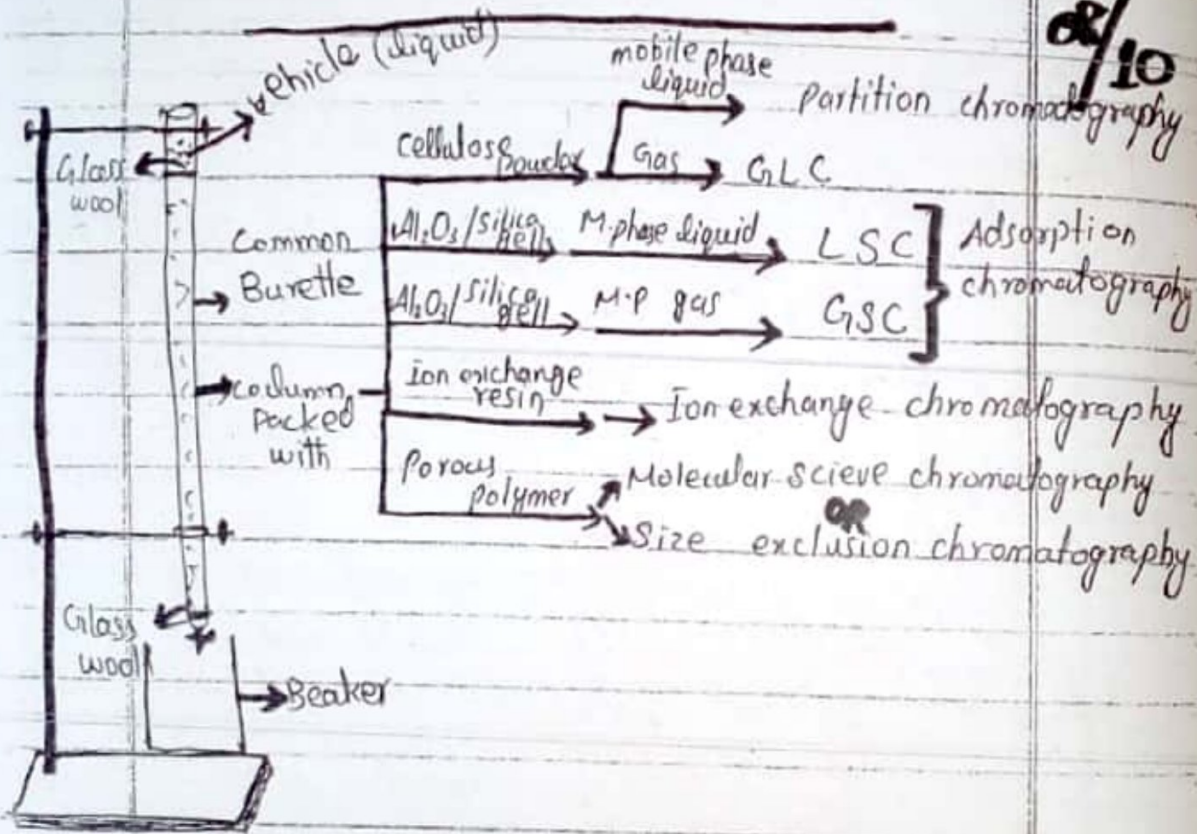 08/10
vehicle (liquid)
mobile phase
liquid
Partition chromatography
Cellulose Powder
Gas
GLC
Glass
wool
Common
Burette
Al₂O₃/Silica
gell
M.phase liquid
LSC
Adsorption
chromatography
Al₂O₃/Silica
gell
M.P gas
GSC
column
Packed
with
Ion exchange
resin
Ion exchange chromatography
Porous
polymer
Molecular scieve chromatography
OR
Size exclusion chromatography
Glass
wool
Beaker